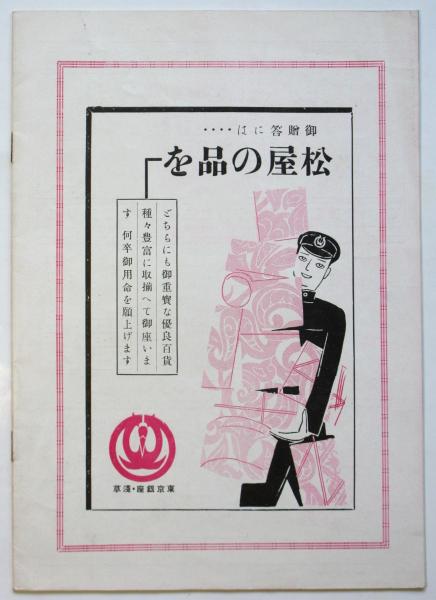 御贈答には‥‥
松屋の品を
どちらにも御重寳な優良百貨
種々豊富に取揃へて御座いま
す 何卒御用命を願上げます
東京銀座・淺草